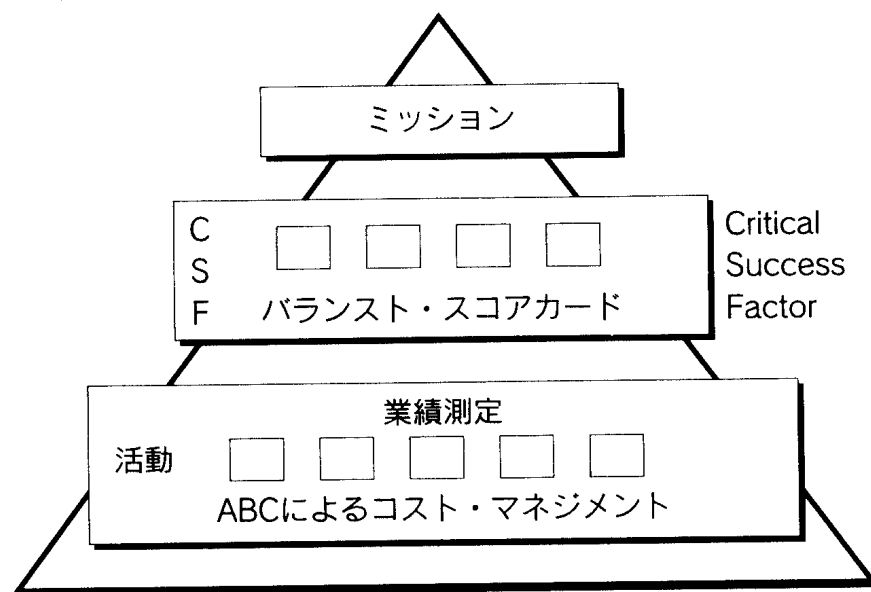 ミッション
C
S
F
バランスト・スコアカード
Critical
Success
Factor
業績測定
活動
ABCによるコスト・マネジメント